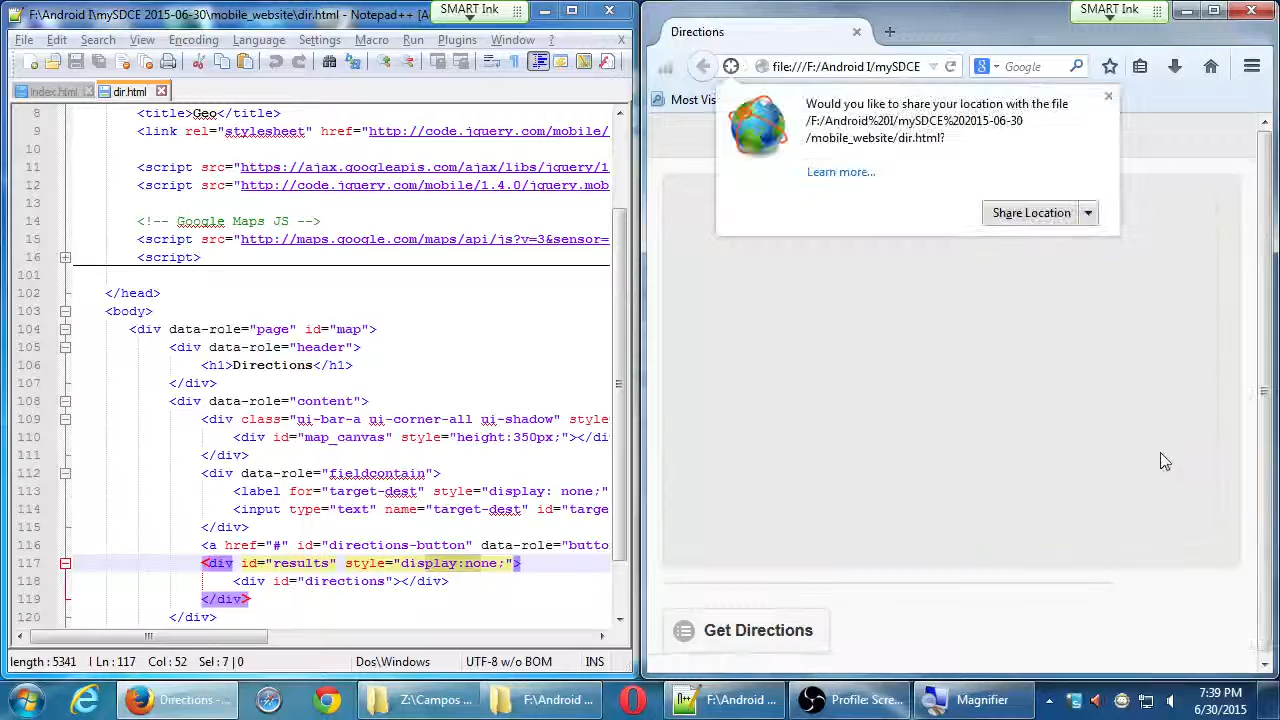 F:\Android I\mySDCE 2015-06-30\mobile_website\dir.html - Notepad++ [A
SMART Ink
File Edit Search View Encoding Language Settings Macro Run Plugins Window ? X
index.html dir.html
8 <title>Geo</title>
9 <link rel="stylesheet" href="http://code.jquery.com/mobile/
10
11 <script src="https://ajax.googleapis.com/ajax/libs/jquery/1
12 <script src="http://code.jquery.com/mobile/1.4.0/jquery.mob
13
14 <!-- Google Maps JS -->
15 <script src="http://maps.google.com/maps/api/js?v=3&sensor=
16 <script>
101
102 </head>
103 <body>
104 <div data-role="page" id="map">
105 <div data-role="header">
106 <h1>Directions</h1>
107 </div>
108 <div data-role="content">
109 <div class="ui-bar-a ui-corner-all ui-shadow" style
110 <div id="map_canvas" style="height:350px;"></di
111 </div>
112 <div data-role="fieldcontain">
113 <label for="target-dest" style="display: none;"
114 <input type="text" name="target-dest" id="targe
115 </div>
116 <a href="#" id="directions-button" data-role="butto
117 <div id="results" style="display:none;">
118 <div id="directions"></div>
119 </div>
120 </div>
length : 5341 Ln : 117 Col : 52 Sel : 7 | 0 Dos\Windows UTF-8 w/o BOM INS
SMART Ink
Directions
file:///F:/Android I/mySDCE
Google
Most Vis
Would you like to share your location with the file
/F:/Android%20I/mySDCE%202015-06-30
/mobile_website/dir.html?
Learn more...
Share Location
Get Directions
Directions -...
Z:\Campos ...
F:\Android ...
F:\Android ...
Profile: Scre...
Magnifier
7:39 PM
6/30/2015